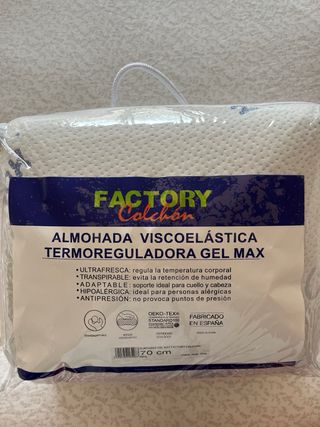 FACTORY
Colchón
ALMOHADA VISCOELÁSTICA
TERMOREGULADORA GEL MAX
• ULTRAFRESCA: regula la temperatura corporal
• TRANSPIRABLE: evita la retención de humedad
• ADAPTABLE: soporte ideal para cuello y cabeza
• HIPOALÉRGICA: ideal para personas alérgicas
• ANTIPRESIÓN: no provoca puntos de presión
OEKO-TEX®
STANDARD 100
FABRICADO
EN ESPAÑA
70 cm